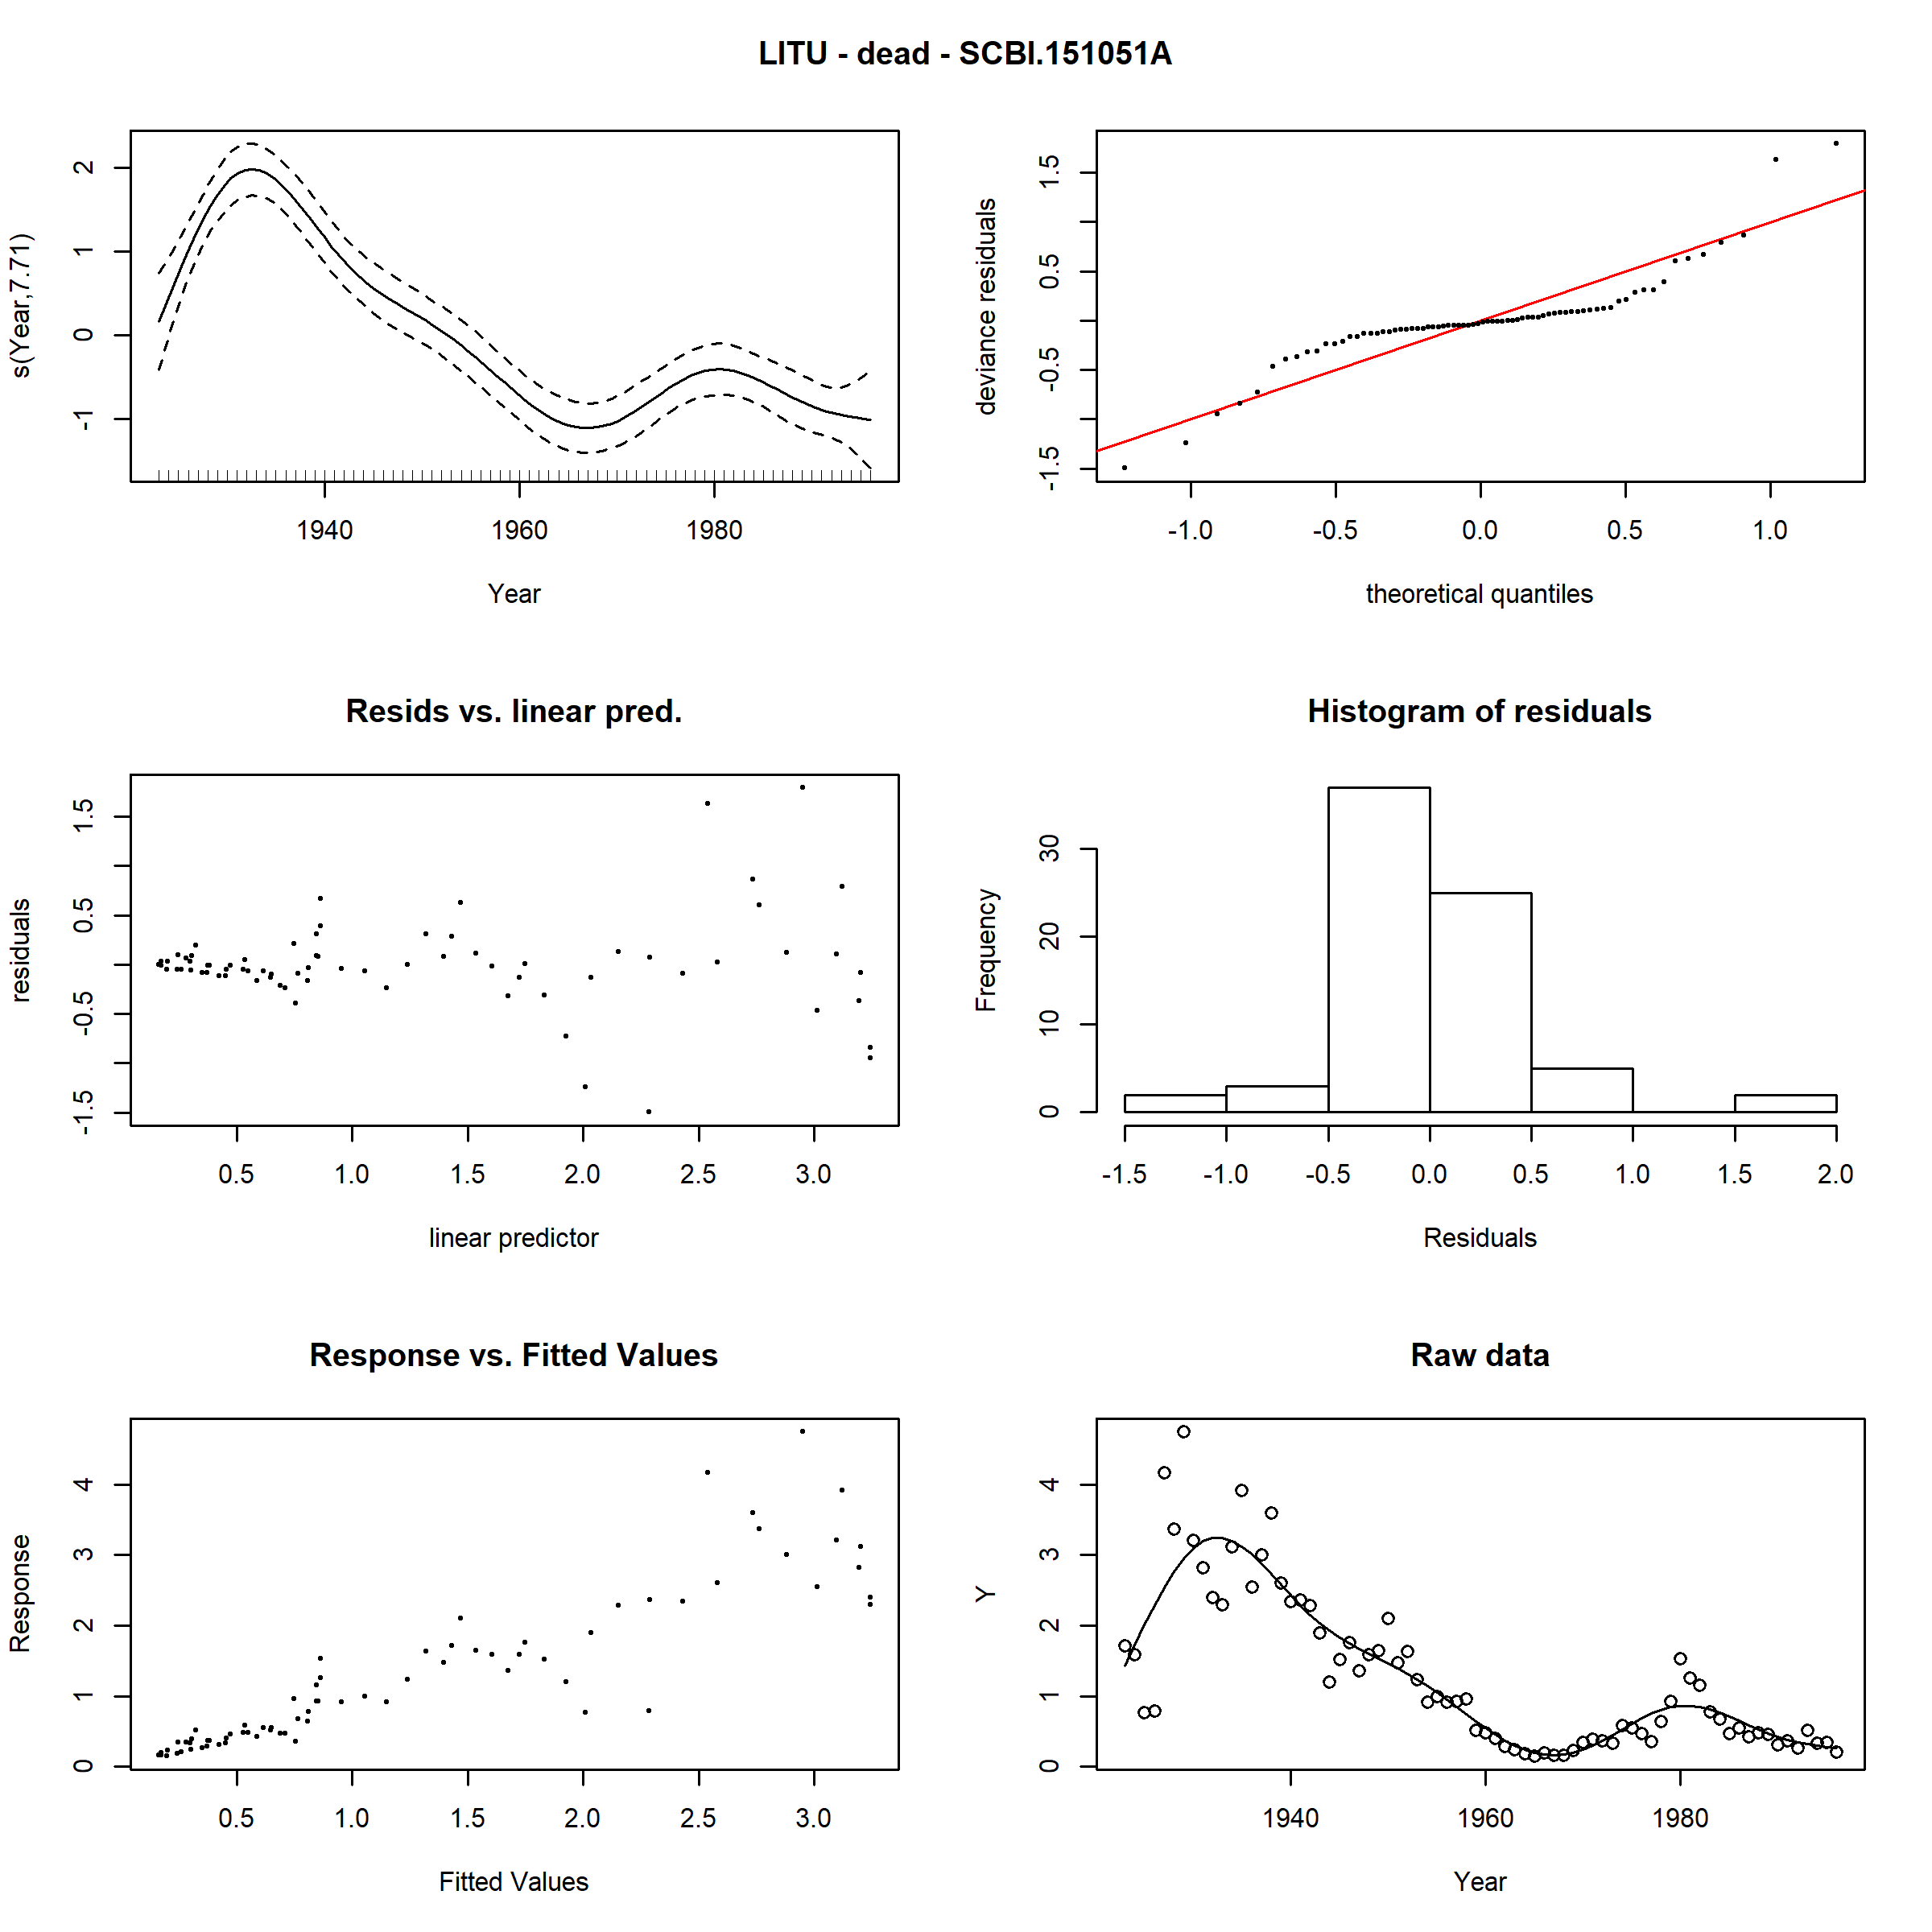 LITU - dead - SCBI.151051A
s(Year,7.71)
2
1
0
-1
1940 1960 1980
Year
deviance residuals
1.5
0.5
-0.5
-1.5
-1.0 -0.5 0.0 0.5 1.0
theoretical quantiles
Resids vs. linear pred.
residuals
1.5
0.5
-0.5
-1.5
0.5 1.0 1.5 2.0 2.5 3.0
linear predictor
Histogram of residuals
Frequency
30
20
10
0
-1.5 -1.0 -0.5 0.0 0.5 1.0 1.5 2.0
Residuals
Response vs. Fitted Values
Response
4
3
2
1
0
0.5 1.0 1.5 2.0 2.5 3.0
Fitted Values
Raw data
Y
4
3
2
1
0
1940 1960 1980
Year